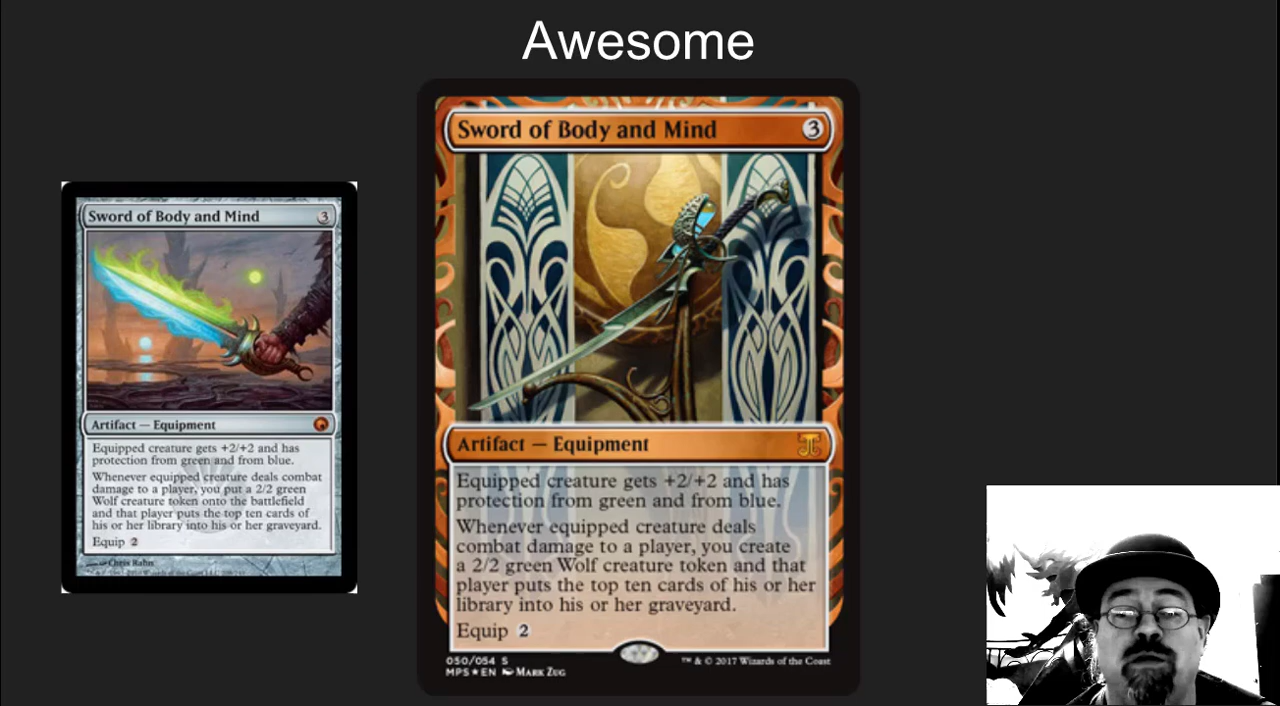 Awesome
Sword of Body and Mind 3
Artifact — Equipment
Equipped creature gets +2/+2 and has
protection from green and from blue.
Whenever equipped creature deals combat
damage to a player, you put a 2/2 green
Wolf creature token onto the battlefield
and that player puts the top ten cards of
his or her library into his or her graveyard.
Equip 2
Chris Rahn
Sword of Body and Mind 3
Artifact — Equipment
Equipped creature gets +2/+2 and has
protection from green and from blue.
Whenever equipped creature deals
combat damage to a player, you create
a 2/2 green Wolf creature token and that
player puts the top ten cards of his or her
library into his or her graveyard.
Equip 2
050/054 S
MPS★EN Mark Zug
™ & © 2017 Wizards of the Coast